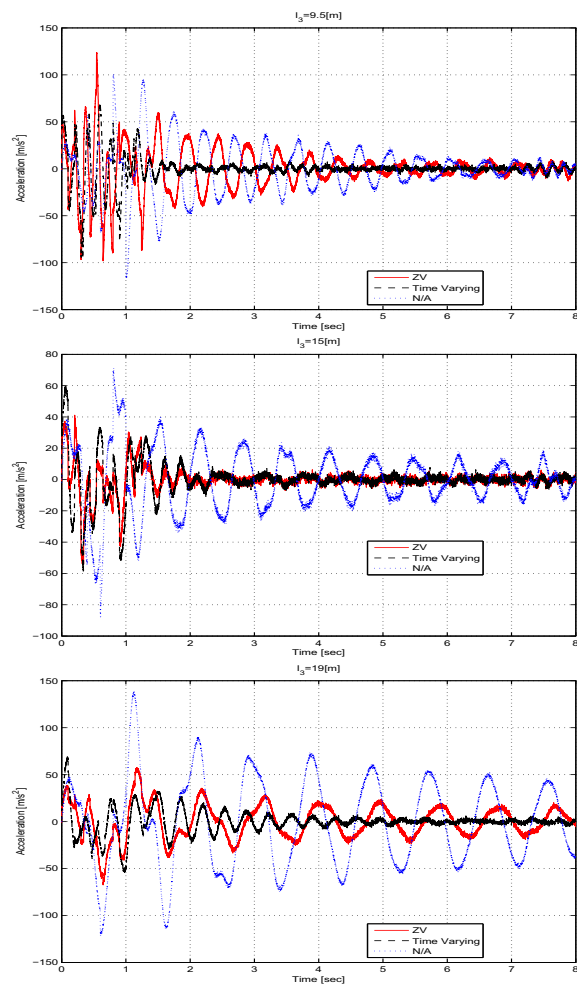 l3=9.5[m]
150
100
50
0
−50
−100
−150
Acceleration [m/s2]
0 1 2 3 4 5 6 7 8
Time [sec]
ZV
Time Varying
N/A
l3=15[m]
80
60
40
20
0
−20
−40
−60
−80
−100
Acceleration [m/s2]
0 1 2 3 4 5 6 7 8
Time [sec]
ZV
Time Varying
N/A
l3=19[m]
150
100
50
0
−50
−100
−150
Acceleration [m/s2]
0 1 2 3 4 5 6 7 8
Time [sec]
ZV
Time Varying
N/A